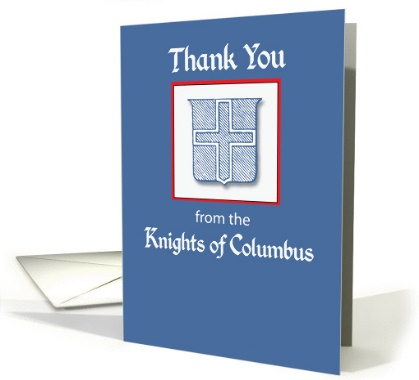 Thank You
from the
Knights of Columbus